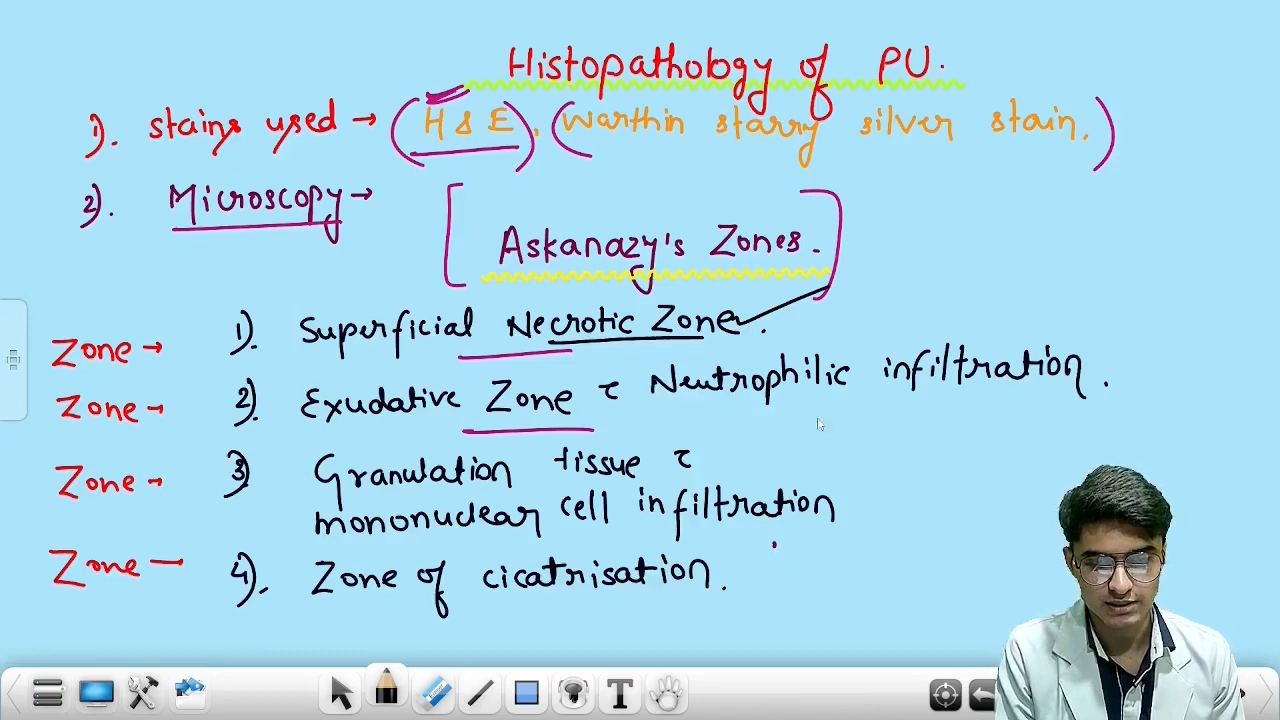 Histopathology of PU.
1). stains used → (H & E), (warthin starry silver stain.)
2). Microscopy →
[Askanazy's Zones.]
Zone → 1). Superficial Necrotic Zone.
Zone - 2). Exudative Zone c Neutrophilic infiltration.
Zone - 3) Granulation tissue c
mononuclear cell infiltration
Zone - 4). Zone of cicatrisation.
T